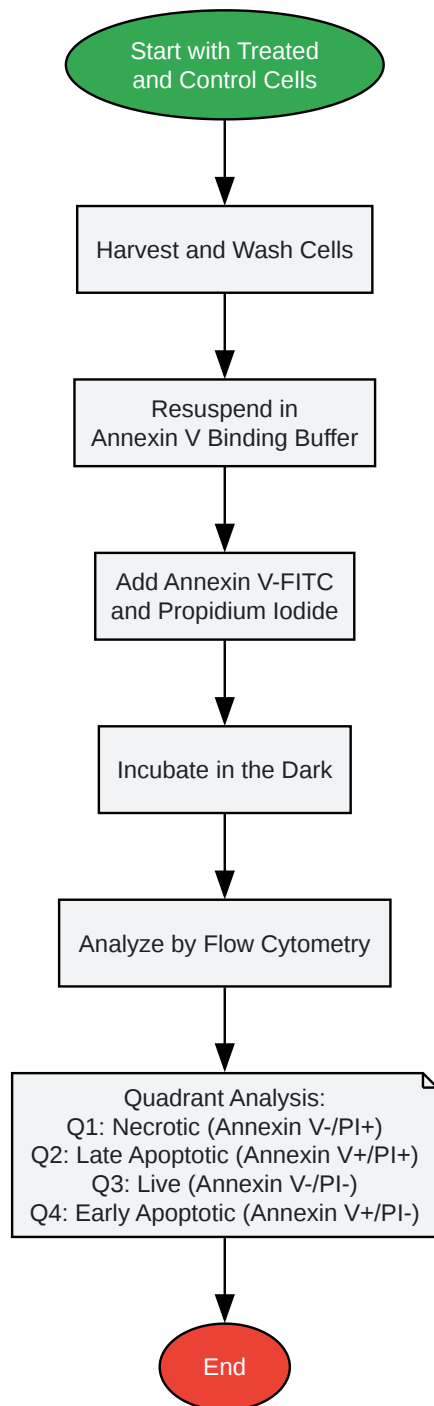 Start with Treated
and Control Cells
Harvest and Wash Cells
Resuspend in
Annexin V Binding Buffer
Add Annexin V-FITC
and Propidium Iodide
Incubate in the Dark
Analyze by Flow Cytometry
Quadrant Analysis:
Q1: Necrotic (Annexin V-/PI+)
Q2: Late Apoptotic (Annexin V+/PI+)
Q3: Live (Annexin V-/PI-)
Q4: Early Apoptotic (Annexin V+/PI-)
End